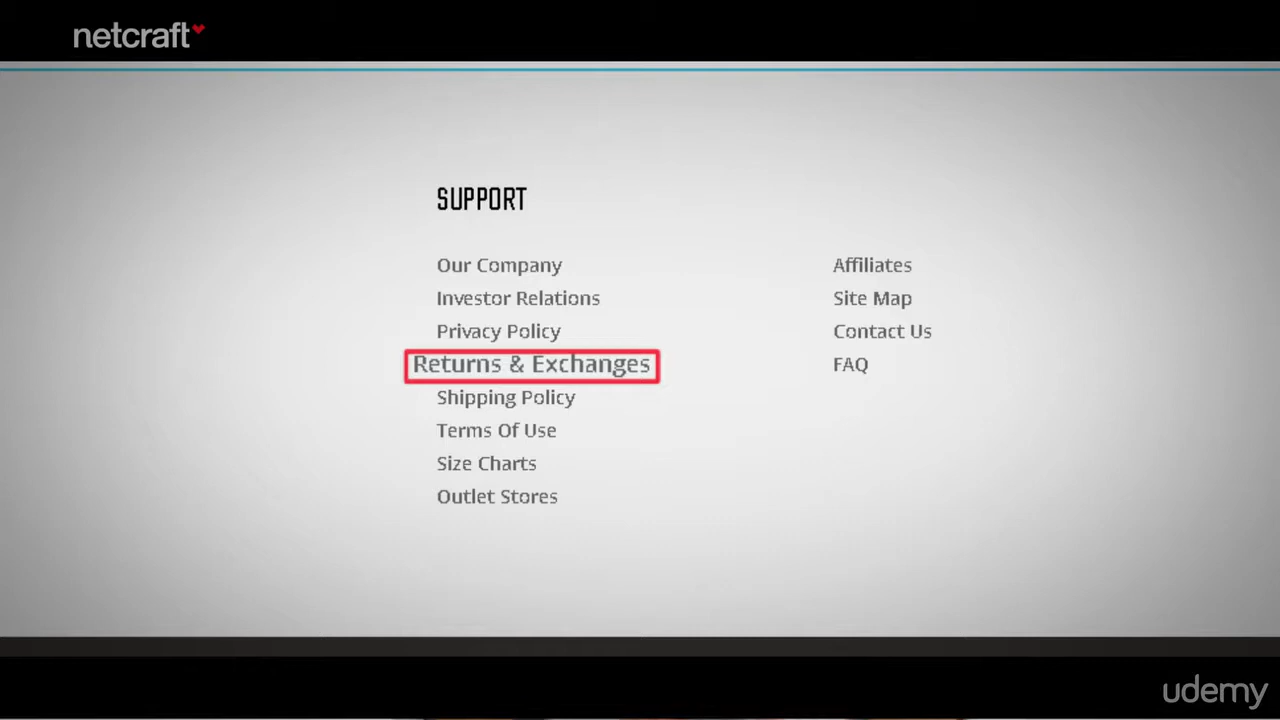 netcraft
SUPPORT
Our Company
Investor Relations
Privacy Policy
Returns & Exchanges
Shipping Policy
Terms Of Use
Size Charts
Outlet Stores
Affiliates
Site Map
Contact Us
FAQ
udemy